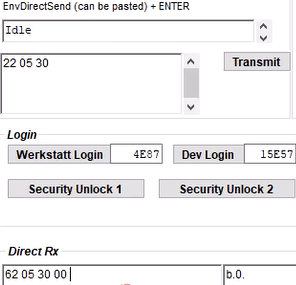 EnvDirectSend (can be pasted) + ENTER
Idle
22 05 30
Transmit
Login
Werkstatt Login 4E87 Dev Login 15E57
Security Unlock 1 Security Unlock 2
Direct Rx
62 05 30 00 b.0.